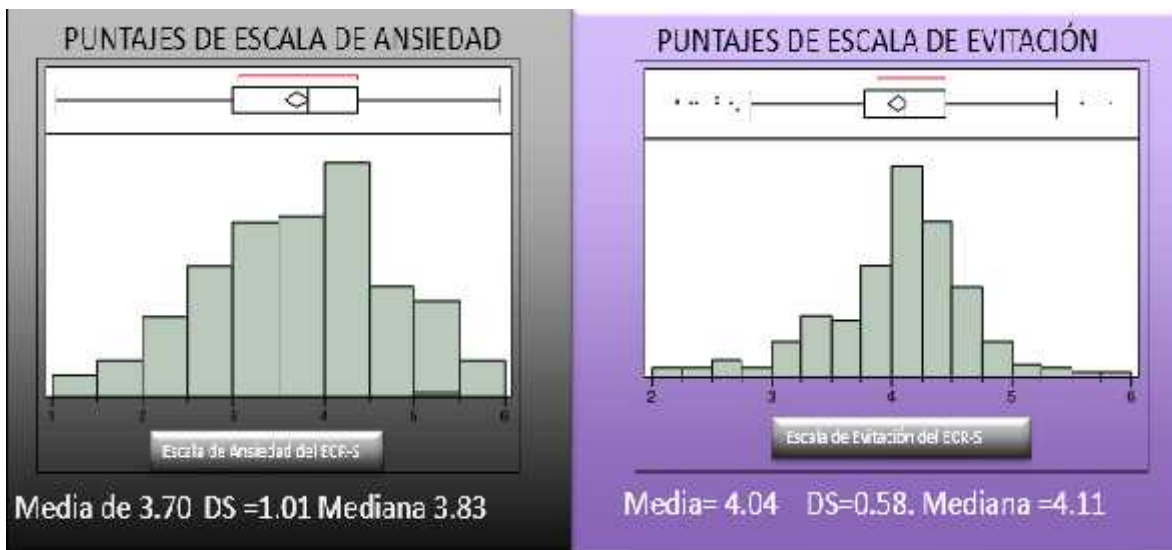 PUNTAJES DE ESCALA DE ANSIEDAD
1 2 3 4 5 6
Escala de Ansiedad del ECR-S
Media de 3.70 DS =1.01 Mediana 3.83
PUNTAJES DE ESCALA DE EVITACIÓN
2 3 4 5 6
Escala de Evitación del ECR-S
Media= 4.04 DS=0.58. Mediana =4.11